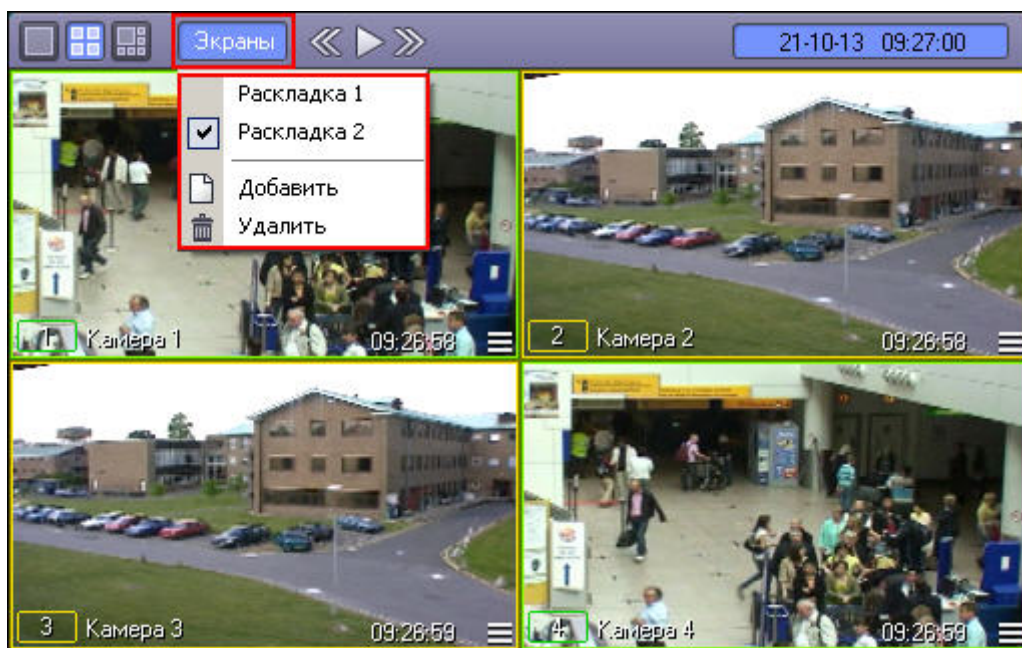 Экраны
21-10-13 09:27:00
Раскладка 1
Раскладка 2
Добавить
Удалить
1 Камера 1 09:26:58
2 Камера 2 09:26:58
3 Камера 3 09:26:59
4 Камера 4 09:26:59